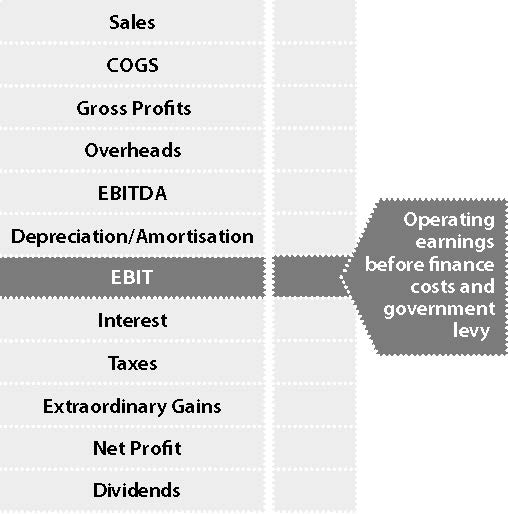 Sales
COGS
Gross Profits
Overheads
EBITDA
Depreciation/Amortisation
EBIT
Interest
Taxes
Extraordinary Gains
Net Profit
Dividends
Operating
earnings
before finance
costs and
government
levy